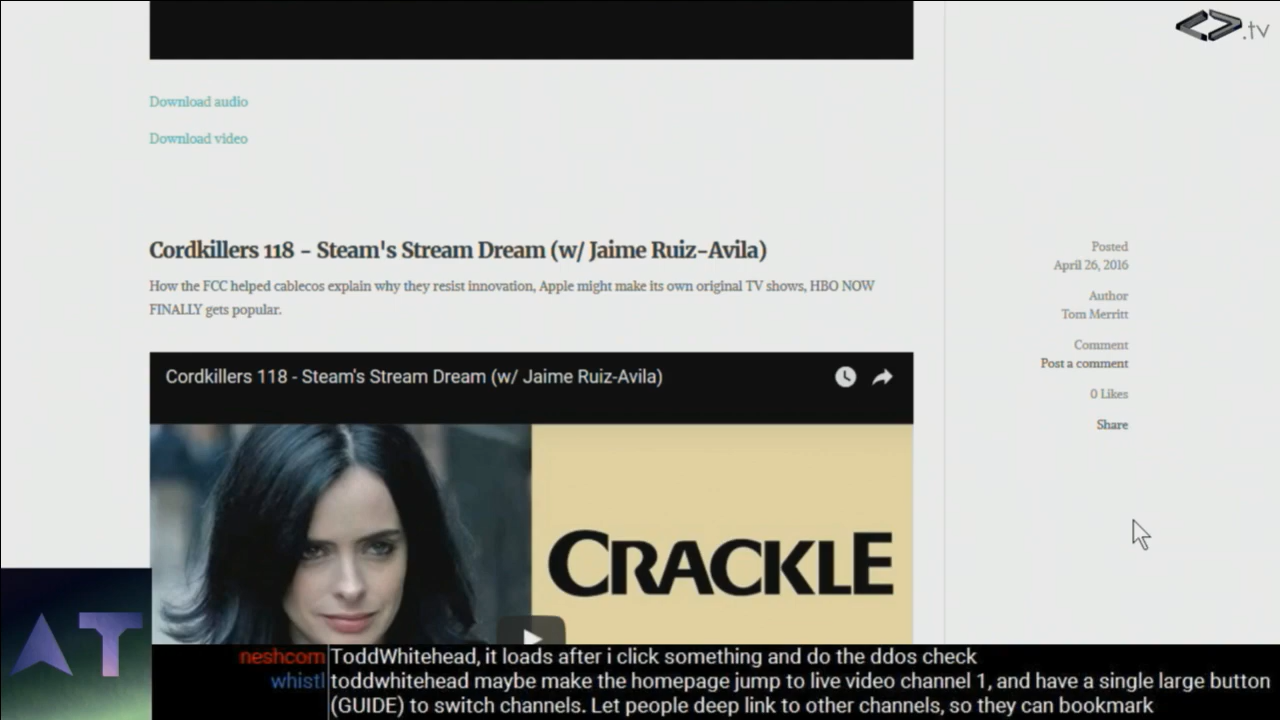 <>.tv
Download audio
Download video
Cordkillers 118 - Steam's Stream Dream (w/ Jaime Ruiz-Avila)
How the FCC helped cablecos explain why they resist innovation, Apple might make its own original TV shows, HBO NOW
FINALLY gets popular.
Posted
April 26, 2016
Author
Tom Merritt
Comment
Post a comment
0 Likes
Share
Cordkillers 118 - Steam's Stream Dream (w/ Jaime Ruiz-Avila)
CRACKLE
AT
neshcom ToddWhitehead, it loads after i click something and do the ddos check
whistl toddwhitehead maybe make the homepage jump to live video channel 1, and have a single large button
(GUIDE) to switch channels. Let people deep link to other channels, so they can bookmark